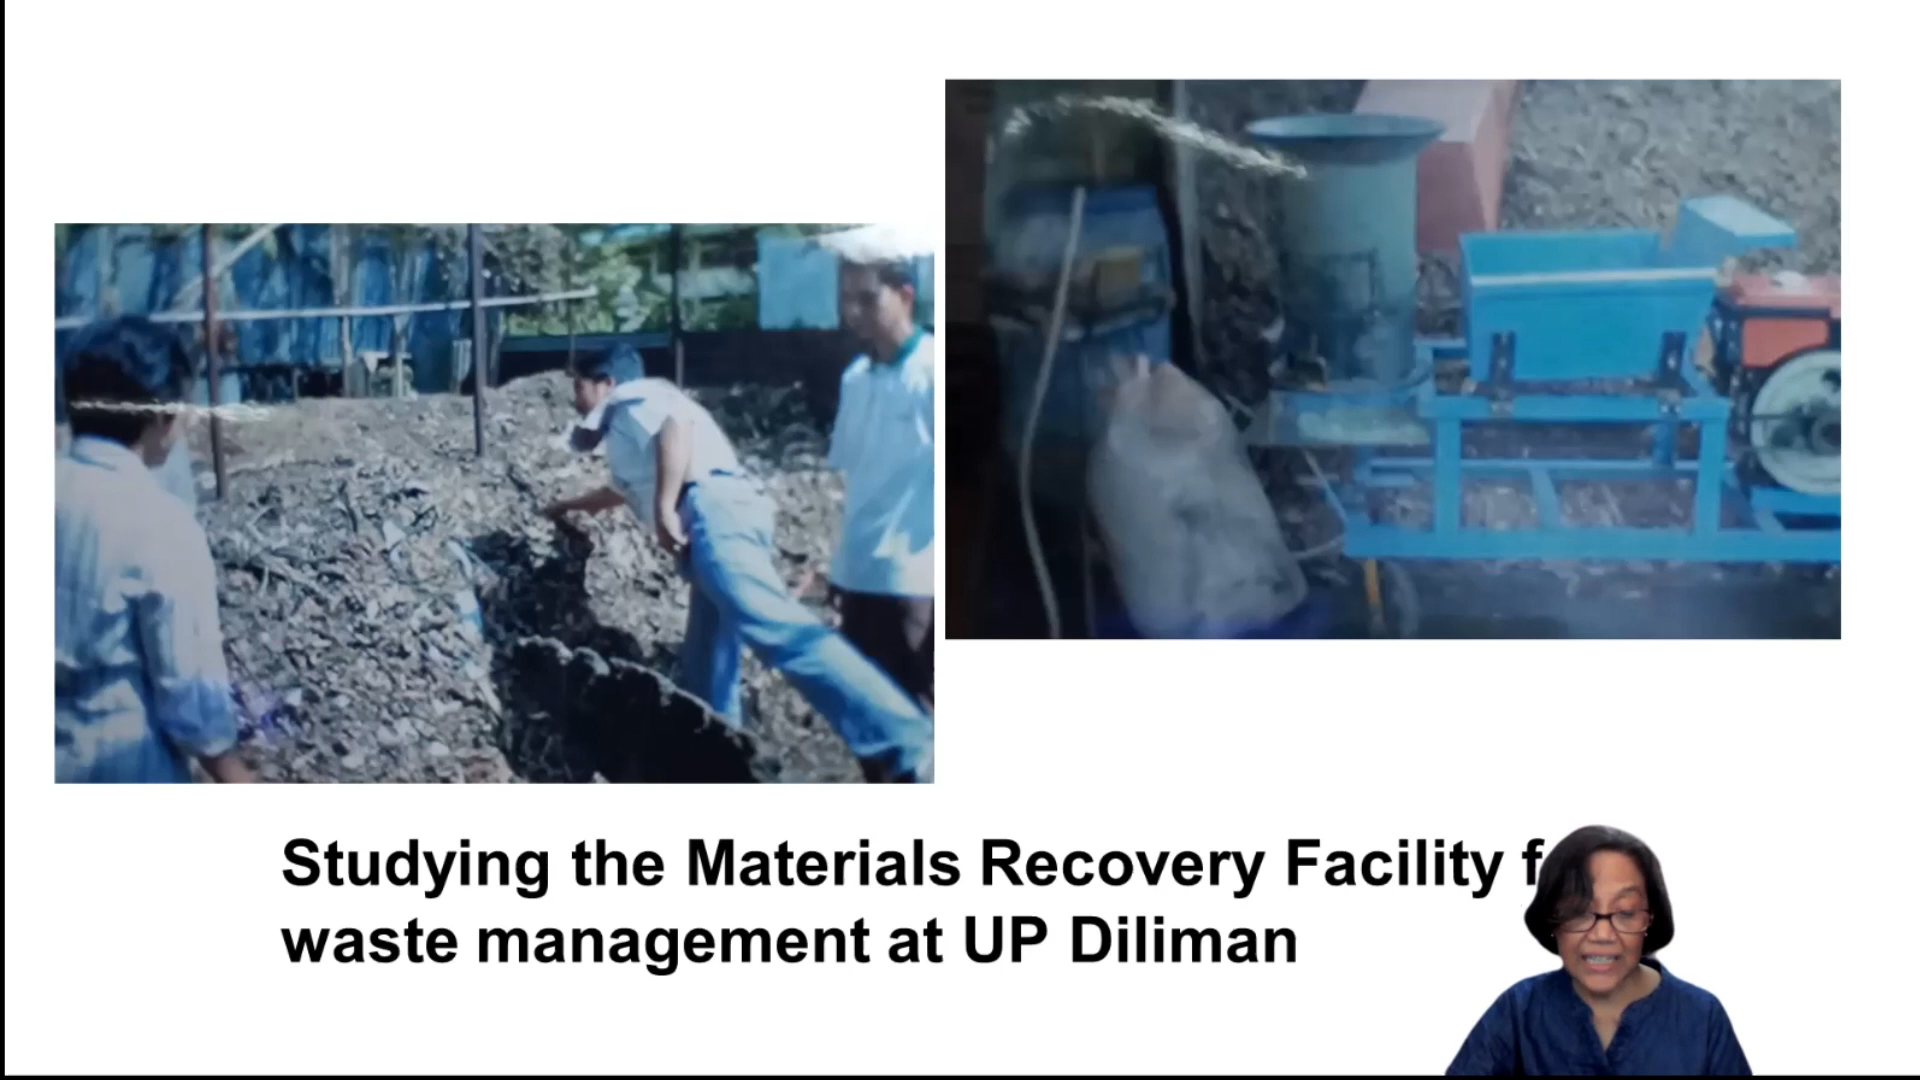 Studying the Materials Recovery Facility
waste management at UP Diliman